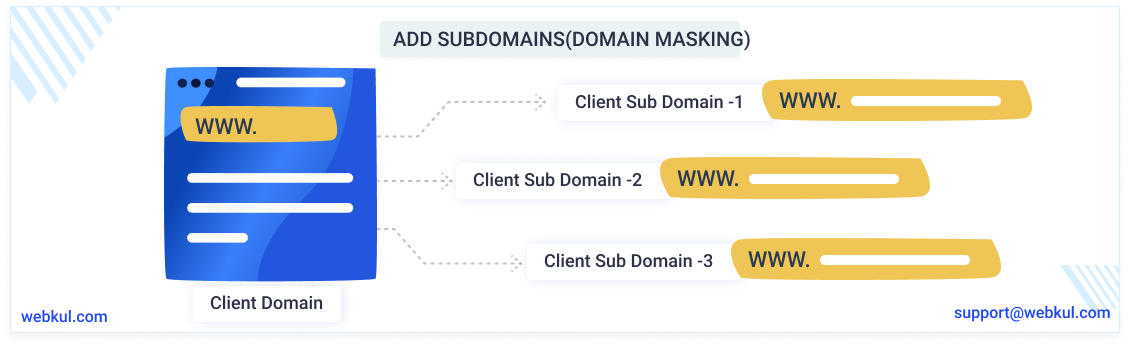 ADD SUBDOMAINS(DOMAIN MASKING)
WWW.
Client Domain
Client Sub Domain -1 WWW.
Client Sub Domain -2 WWW.
Client Sub Domain -3 WWW.
webkul.com
support@webkul.com